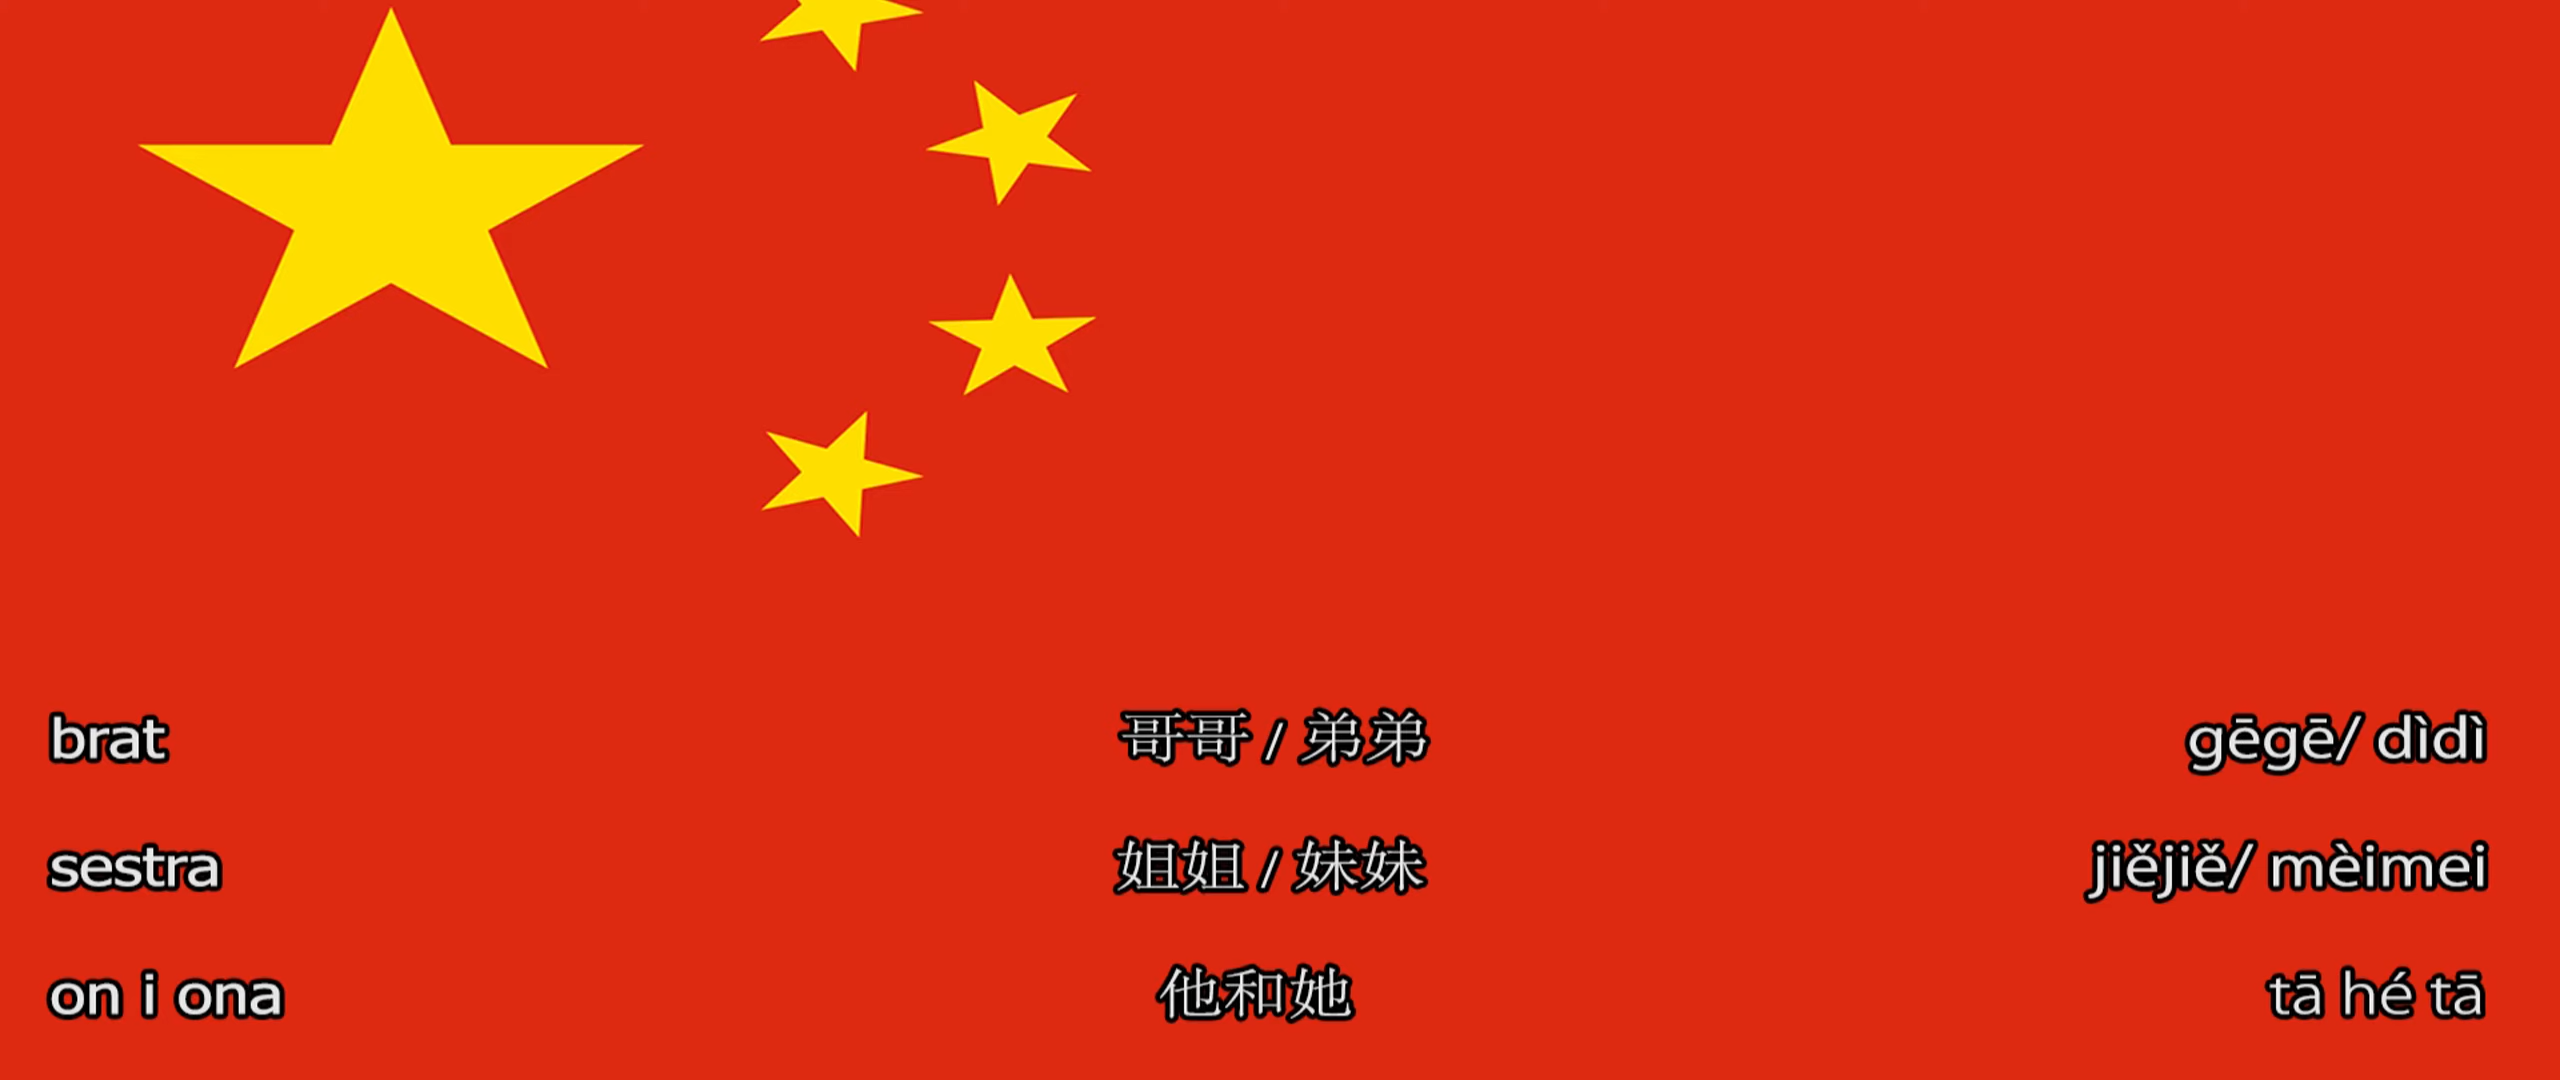 brat 哥哥 / 弟弟 gēgē/ dìdì
sestra 姐姐 / 妹妹 jiějiě/ mèimei
on i ona 他和她 tā hé tā